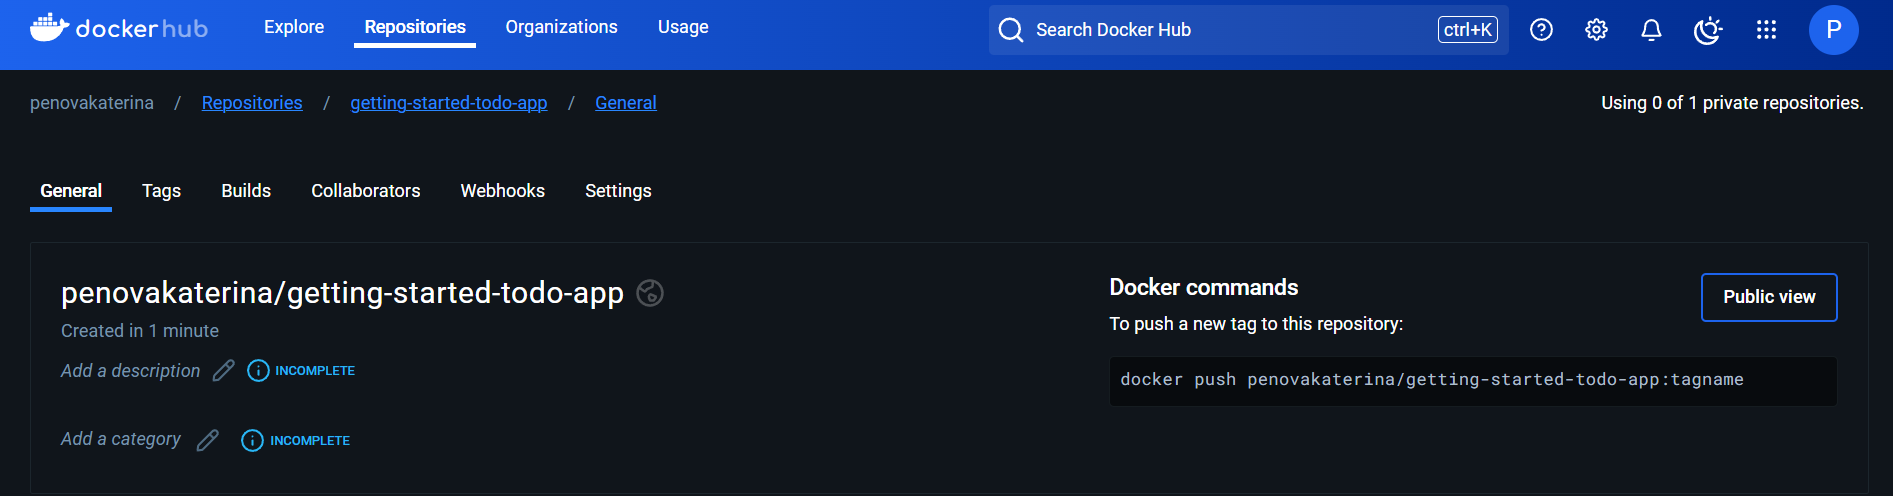 docker hub Explore Repositories Organizations Usage Search Docker Hub ctrl+K P
penovakaterina / Repositories / getting-started-todo-app / General Using 0 of 1 private repositories.
General Tags Builds Collaborators Webhooks Settings
penovakaterina/getting-started-todo-app
Created in 1 minute
Add a description INCOMPLETE
Add a category INCOMPLETE
Docker commands
Public view
To push a new tag to this repository:
docker push penovakaterina/getting-started-todo-app:tagname